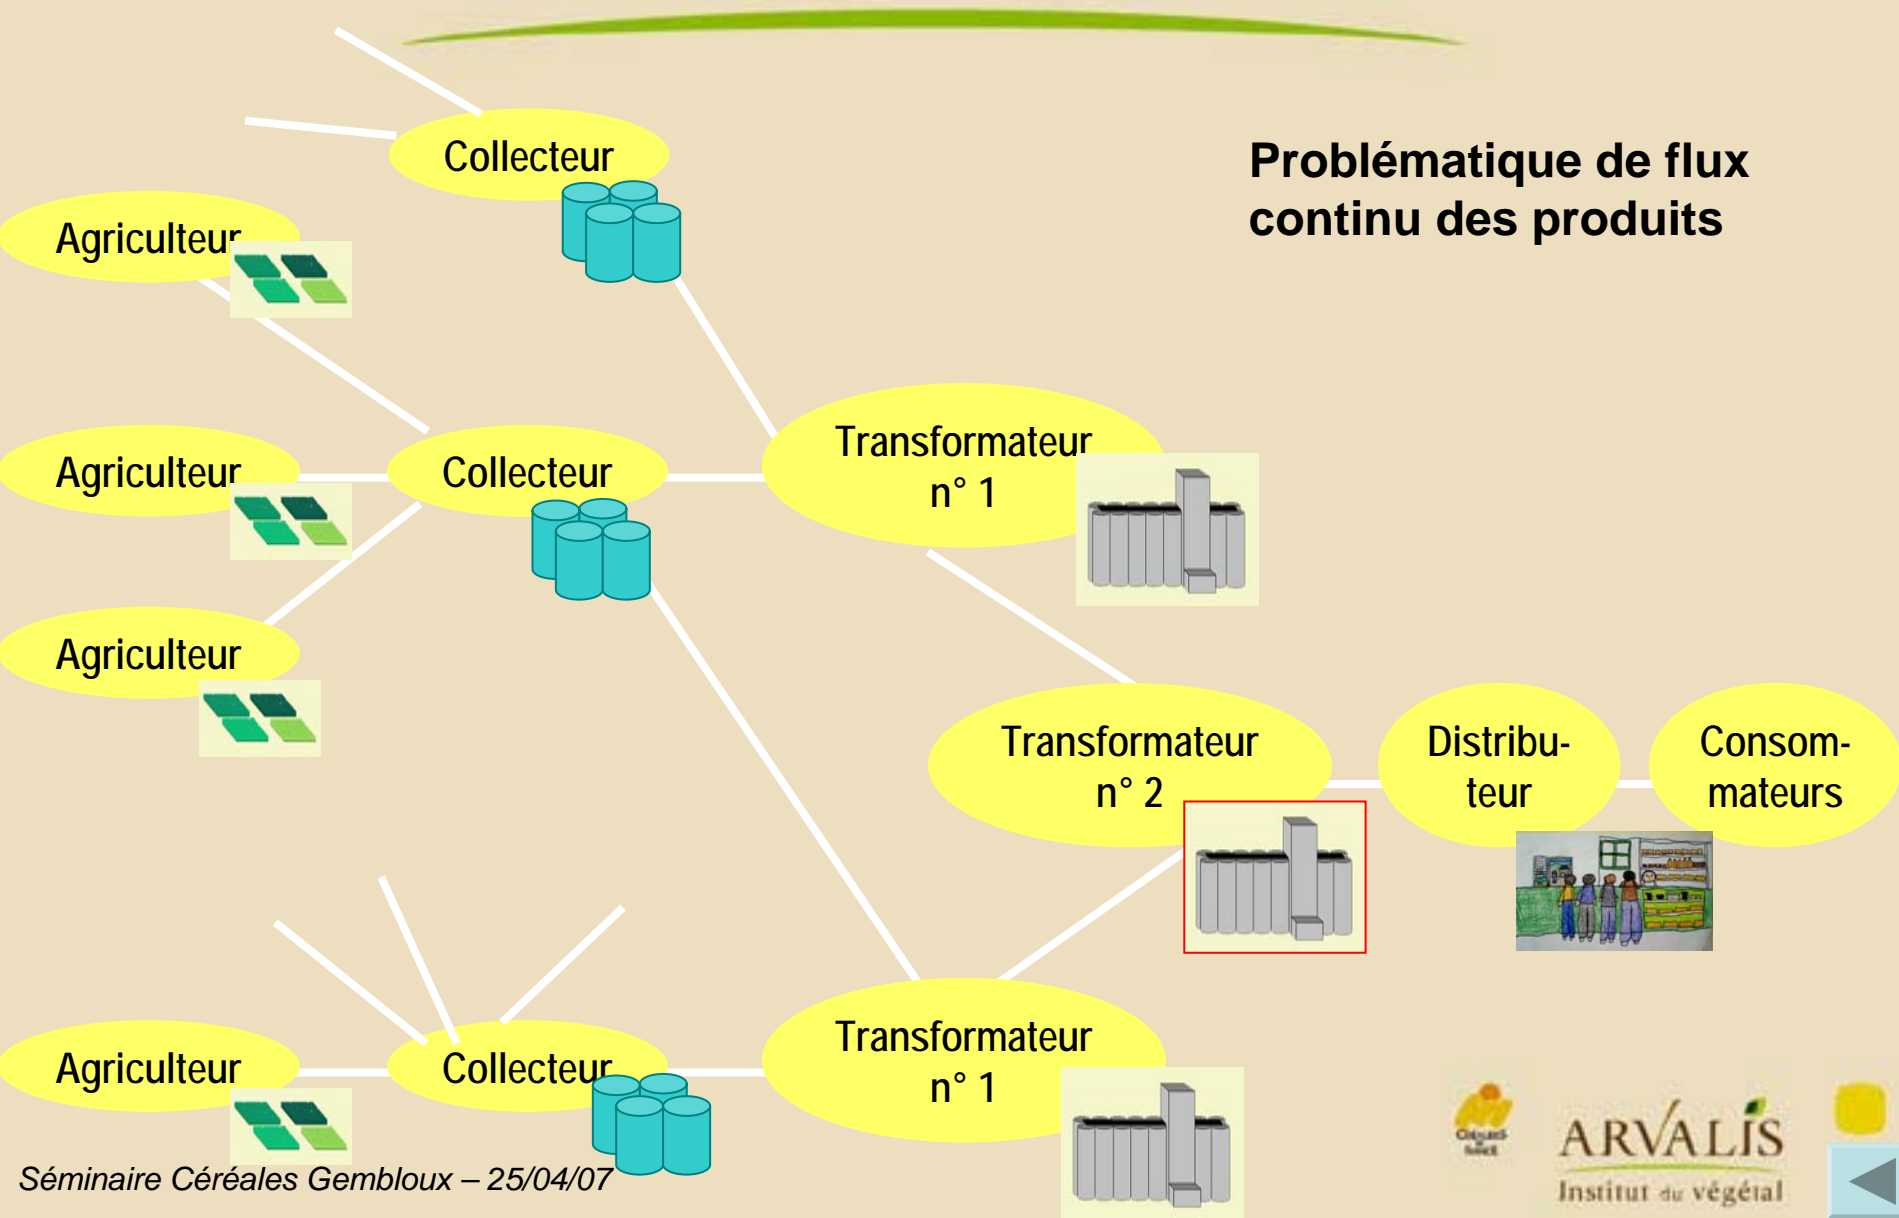 Problématique de flux
continu des produits
Collecteur
Agriculteur
Agriculteur
Collecteur
Transformateur
n° 1
Agriculteur
Transformateur
n° 2
Distribu-
teur
Consom-
mateurs
Agriculteur
Collecteur
Transformateur
n° 1
Séminaire Céréales Gembloux – 25/04/07
ARVALIS
Institut du végétal